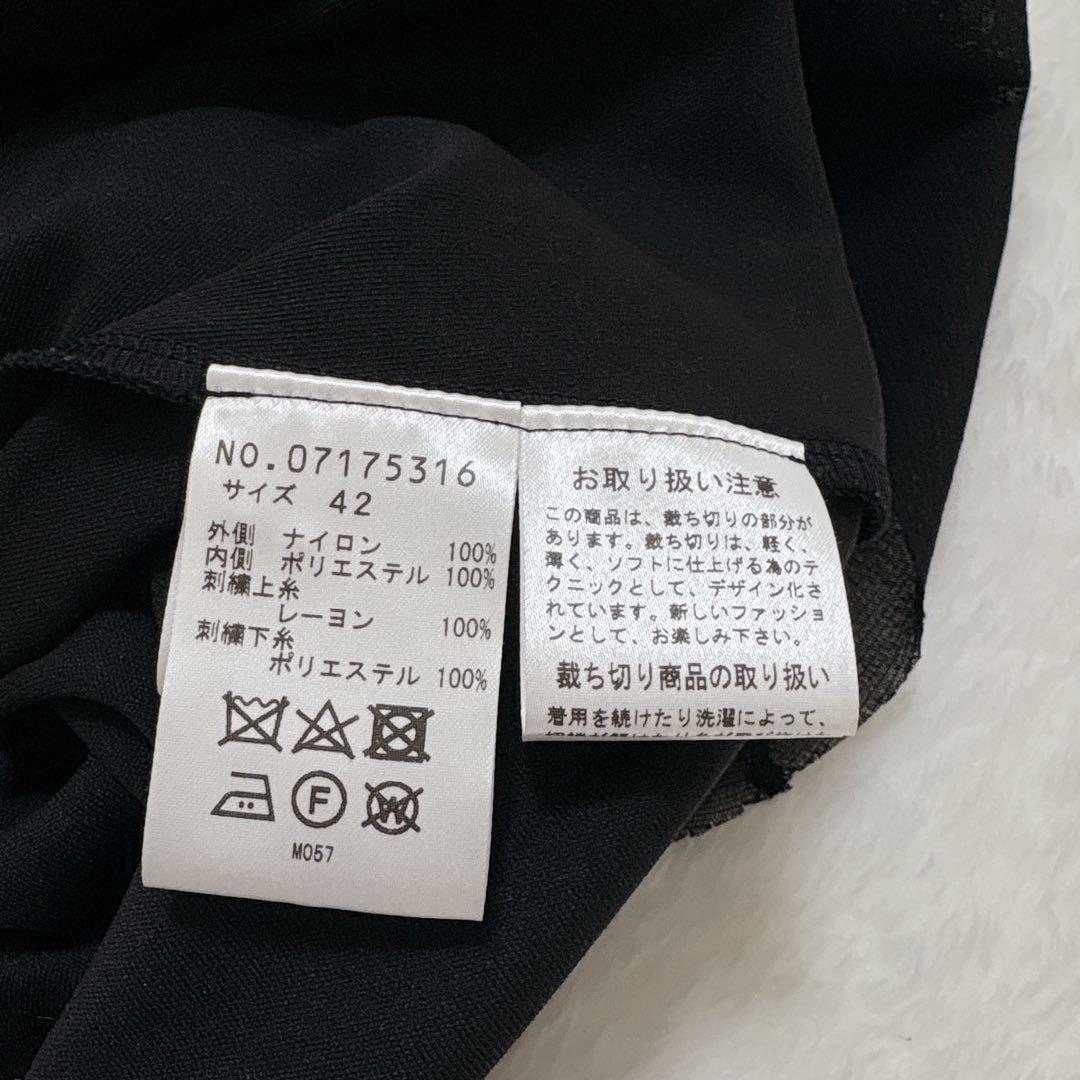 NO.07175316
サイズ 42
外側 ナイロン 100%
内側 ポリエステル 100%
刺繍上糸
レーヨン 100%
刺繍下糸
ポリエステル 100%
F
W
M057
お取り扱い注意
この商品は、裁ち切りの部分が
あります。裁ち切りは、軽く、
薄く、ソフトに仕上げる為のテ
クニックとして、デザイン化さ
れています。新しいファッショ
ンとして、お楽しみ下さい。
裁ち切り商品の取り扱い
着用を続けたり洗濯によって、